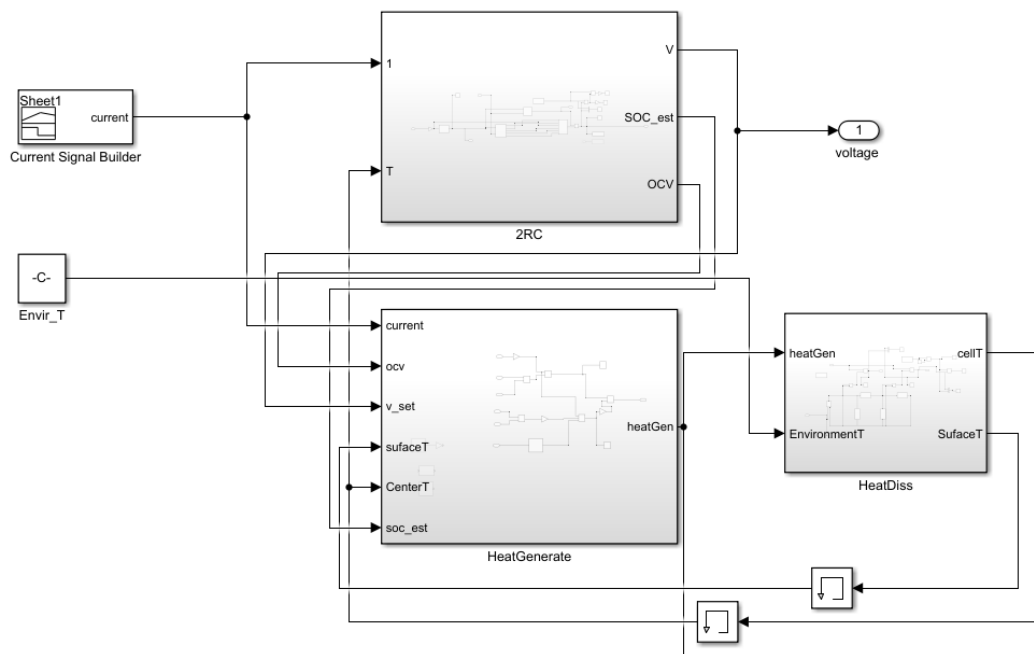 Sheet1
current
Current Signal Builder
-C-
Envir_T
1
T
V
SOC_est
OCV
2RC
1
voltage
current
ocv
v_set
sufaceT
CenterT
soc_est
heatGen
HeatGenerate
heatGen
EnvironmentT
cellT
SufaceT
HeatDiss